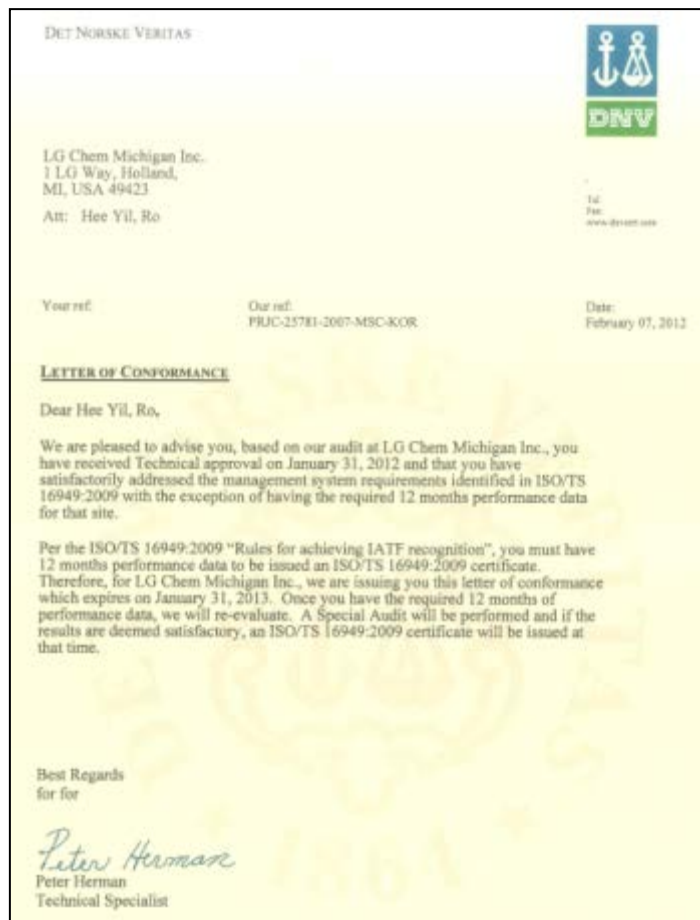 DET NORSKE VERITAS
DNV
LG Chem Michigan Inc.
1 LG Way, Holland,
MI, USA 49423
Att: Hee Yil, Ro
Tel:
Fax:
Your ref:
Our ref:
PRJC-25781-2007-MSC-KOR
Date:
February 07, 2012
LETTER OF CONFORMANCE
Dear Hee Yil, Ro,
We are pleased to advise you, based on our audit at LG Chem Michigan Inc., you
have received Technical approval on January 31, 2012 and that you have
satisfactorily addressed the management system requirements identified in ISO/TS
16949:2009 with the exception of having the required 12 months performance data
for that site.
Per the ISO/TS 16949:2009 “Rules for achieving IATF recognition”, you must have
12 months performance data to be issued an ISO/TS 16949:2009 certificate.
Therefore, for LG Chem Michigan Inc., we are issuing you this letter of conformance
which expires on January 31, 2013. Once you have the required 12 months of
performance data, we will re-evaluate. A Special Audit will be performed and if the
results are deemed satisfactory, an ISO/TS 16949:2009 certificate will be issued at
that time.
Best Regards
for for
Peter Herman
Peter Herman
Technical Specialist
DET NORSKE VERITAS
1864